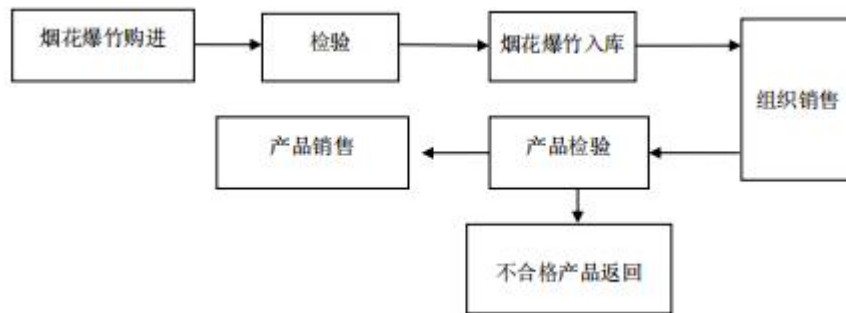 烟花爆竹购进
检验
烟花爆竹入库
组织销售
产品检验
产品销售
不合格产品返回